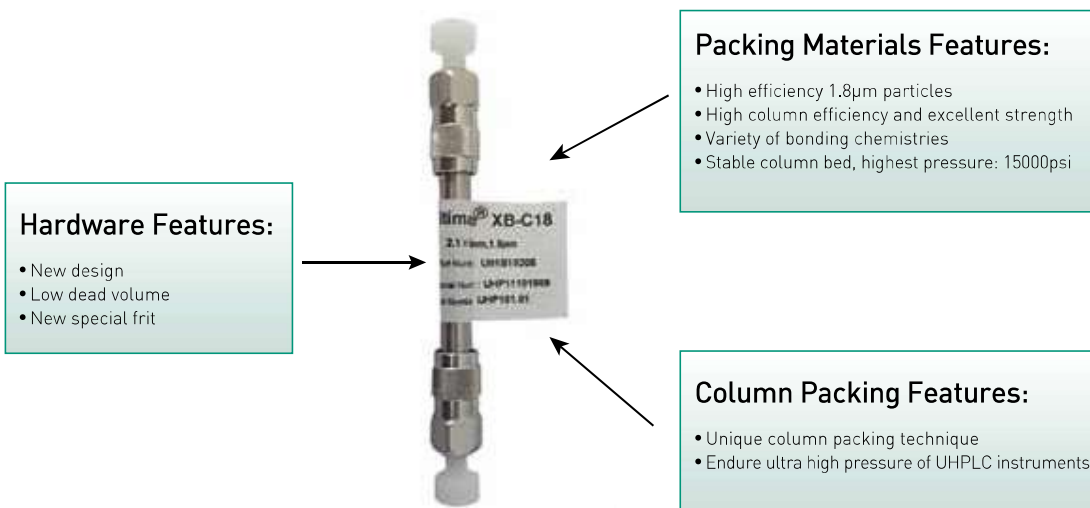 Packing Materials Features:
• High efficiency 1.8µm particles
• High column efficiency and excellent strength
• Variety of bonding chemistries
• Stable column bed, highest pressure: 15000psi
Hardware Features:
• New design
• Low dead volume
• New special frit
XB-C18
Column Packing Features:
• Unique column packing technique
• Endure ultra high pressure of UHPLC instruments